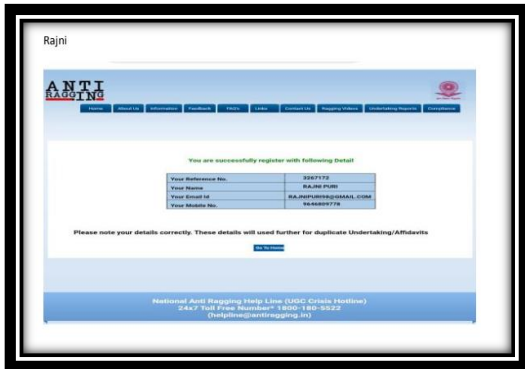 Rajni
ANTI
RAGGING
Home About Us Information Feedback FAQ's Links Contact Us Ragging Videos Undertaking Reports Compliance
You are successfully register with following Detail
Your Reference No. 3267172
Your Name RAJNI PURI
Your Email Id RAJNIPURI98@GMAIL.COM
Your Mobile No. 9646809778
Please note your details correctly. These details will used further for duplicate Undertaking/Affidavits
Go To Home
National Anti Ragging Help Line (UGC Crisis Hotline)
24x7 Toll Free Number* 1800-180-5522
(helpline@antiragging.in)